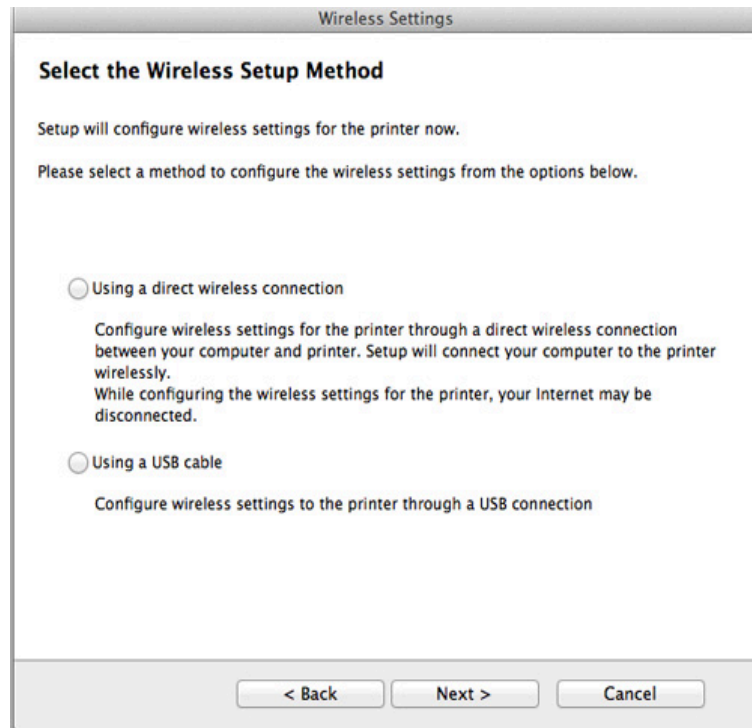 Wireless Settings
Select the Wireless Setup Method
Setup will configure wireless settings for the printer now.
Please select a method to configure the wireless settings from the options below.
Using a direct wireless connection
Configure wireless settings for the printer through a direct wireless connection
between your computer and printer. Setup will connect your computer to the printer
wirelessly.
While configuring the wireless settings for the printer, your Internet may be
disconnected.
Using a USB cable
Configure wireless settings to the printer through a USB connection
< Back Next > Cancel